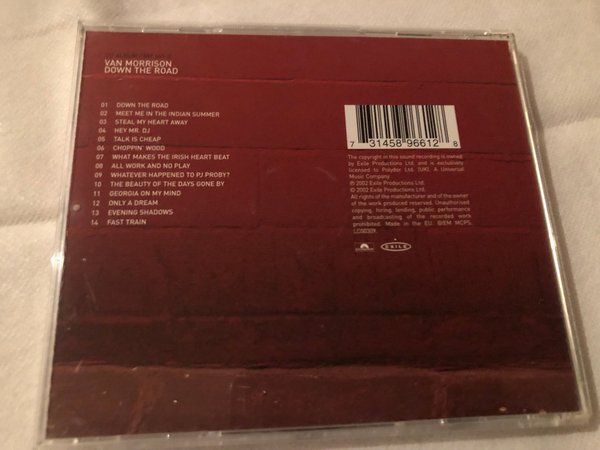 VAN MORRISON
DOWN THE ROAD
01 DOWN THE ROAD
02 MEET ME IN THE INDIAN SUMMER
03 STEAL MY HEART AWAY
04 HEY MR. DJ
05 TALK IS CHEAP
06 CHOPPIN' WOOD
07 WHAT MAKES THE IRISH HEART BEAT
08 ALL WORK AND NO PLAY
09 WHATEVER HAPPENED TO PJ PROBY?
10 THE BEAUTY OF THE DAYS GONE BY
11 GEORGIA ON MY MIND
12 ONLY A DREAM
13 EVENING SHADOWS
14 FAST TRAIN
7 31458 96612 8
The copyright in this sound recording is owned
by Exile Productions Ltd. and is exclusively
licensed to Polydor Ltd. (UK). A Universal
Music Company
℗ 2002 Exile Productions Ltd.
© 2002 Exile Productions Ltd.
All rights of the manufacturer and of the owner
of the work produced reserved. Unauthorised
copying, hiring, lending, public performance
and broadcasting of the recorded work
prohibited. Made in the EU. BIEM MCPS.
LC00309.
EXILE